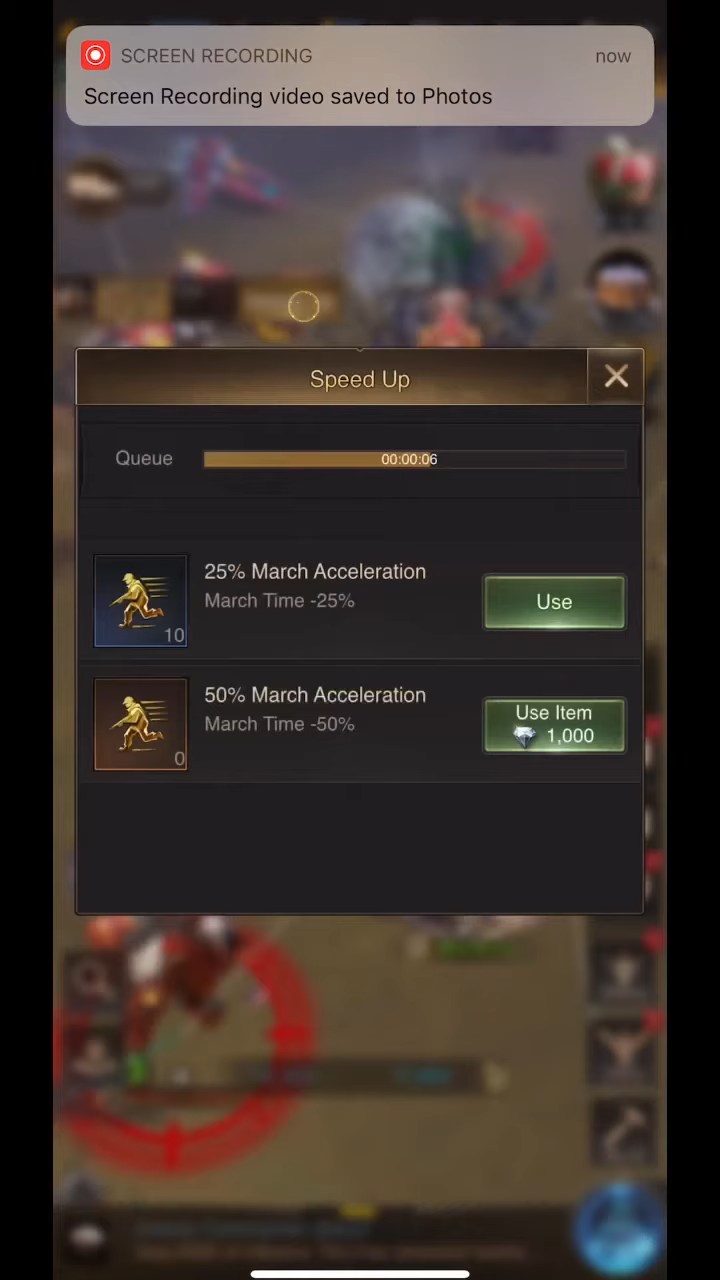 SCREEN RECORDING now
Screen Recording video saved to Photos
Speed Up
Queue 00:00:06
25% March Acceleration
March Time -25%
10
Use
50% March Acceleration
March Time -50%
0
Use Item
1,000